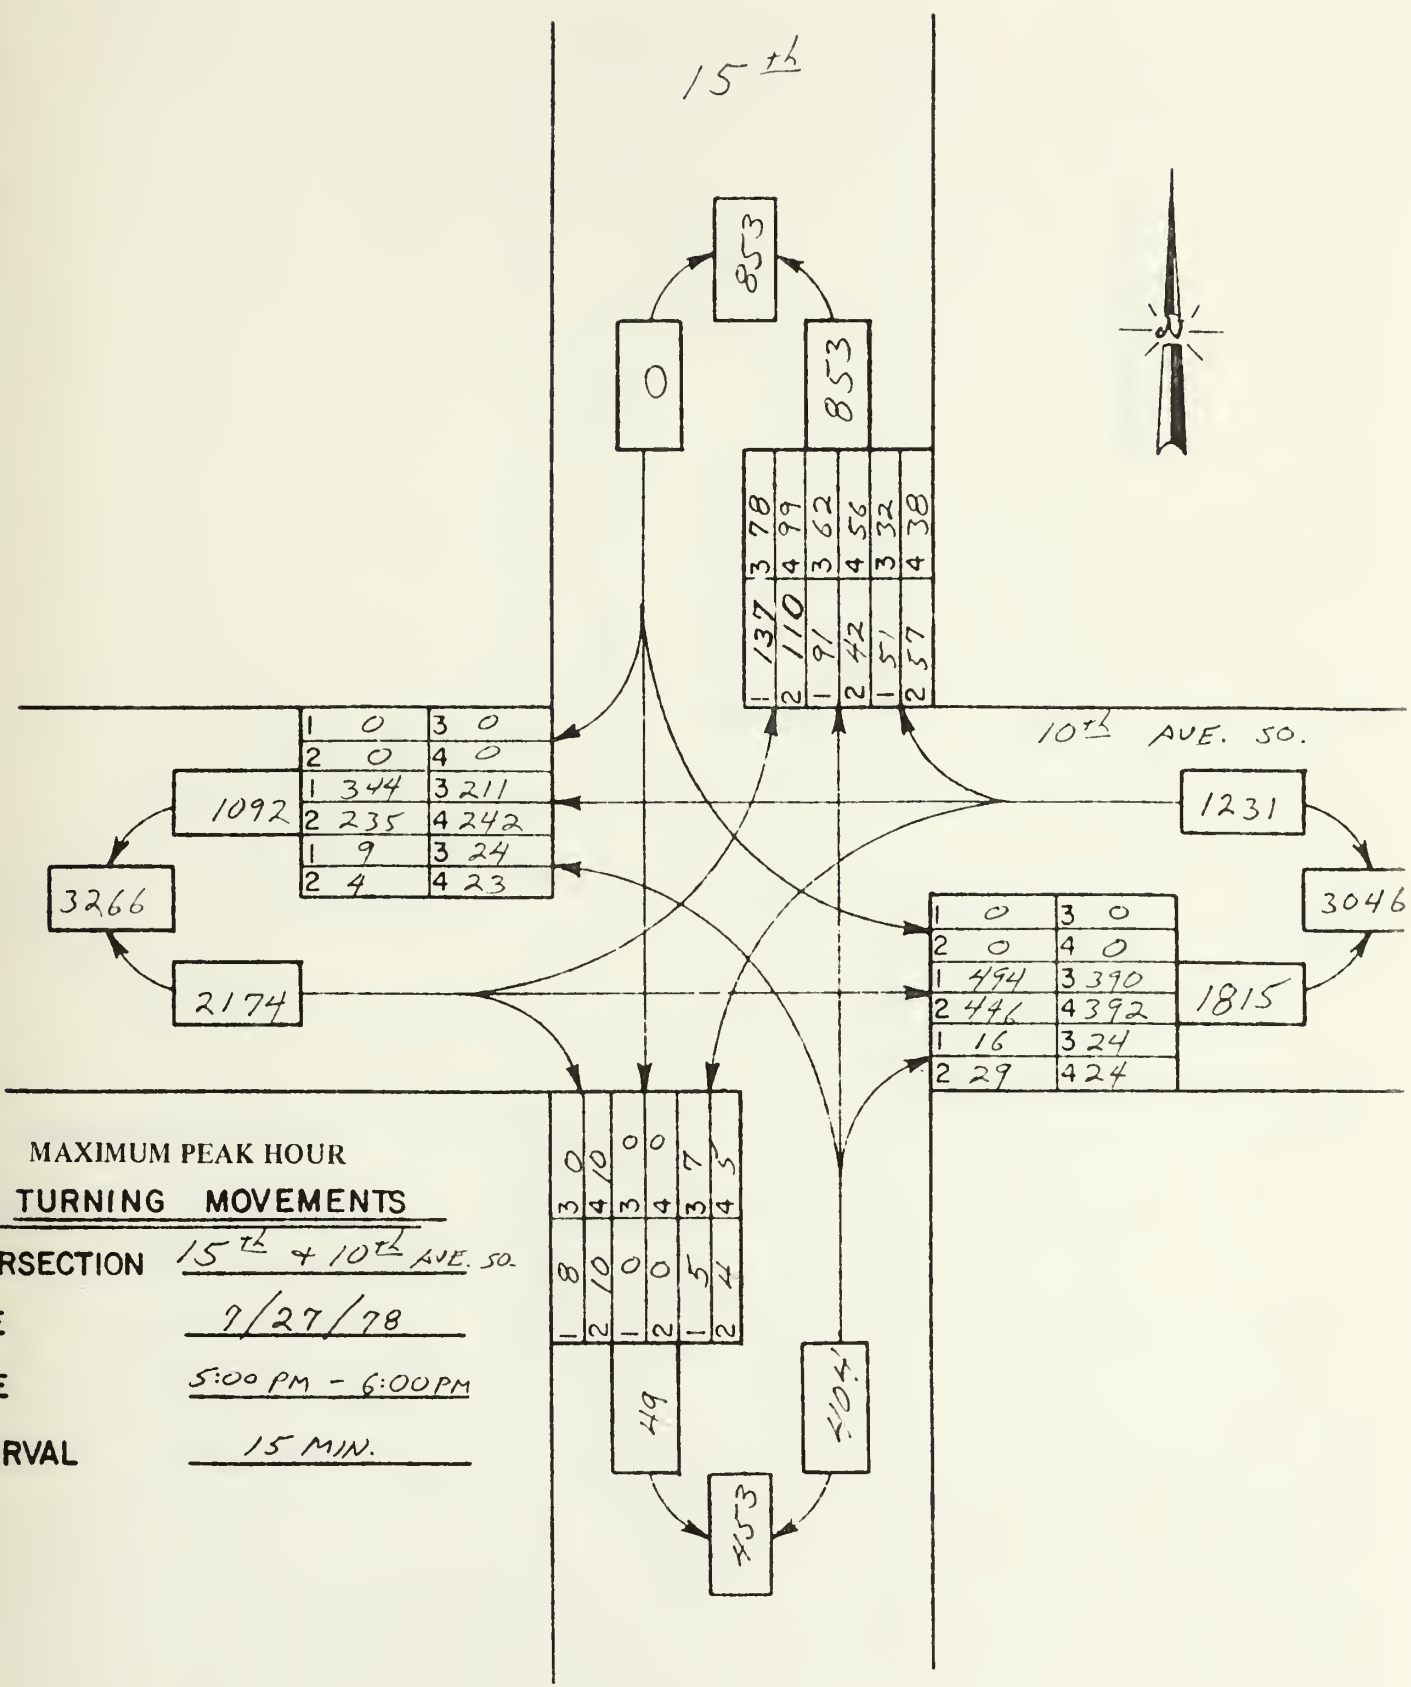 15th
853
0
853
1 137 3 78
2 110 4 99
1 91 3 62
2 42 4 56
1 51 3 32
2 57 4 38
N
10th AVE. SO.
1 0 3 0
2 0 4 0
1 344 3 211
2 235 4 242
1 9 3 24
2 4 4 23
1092
3266
2174
1231
3046
1815
1 0 3 0
2 0 4 0
1 494 3 390
2 446 4 392
1 16 3 24
2 29 4 24
1 8 3 0
2 10 4 10
1 0 3 0
2 0 4 0
1 5 3 7
2 4 4 5
49
404
453
MAXIMUM PEAK HOUR
TURNING MOVEMENTS
RSECTION 15th + 10th AVE. SO.
E 7/27/78
E 5:00 PM - 6:00 PM
RVAL 15 MIN.